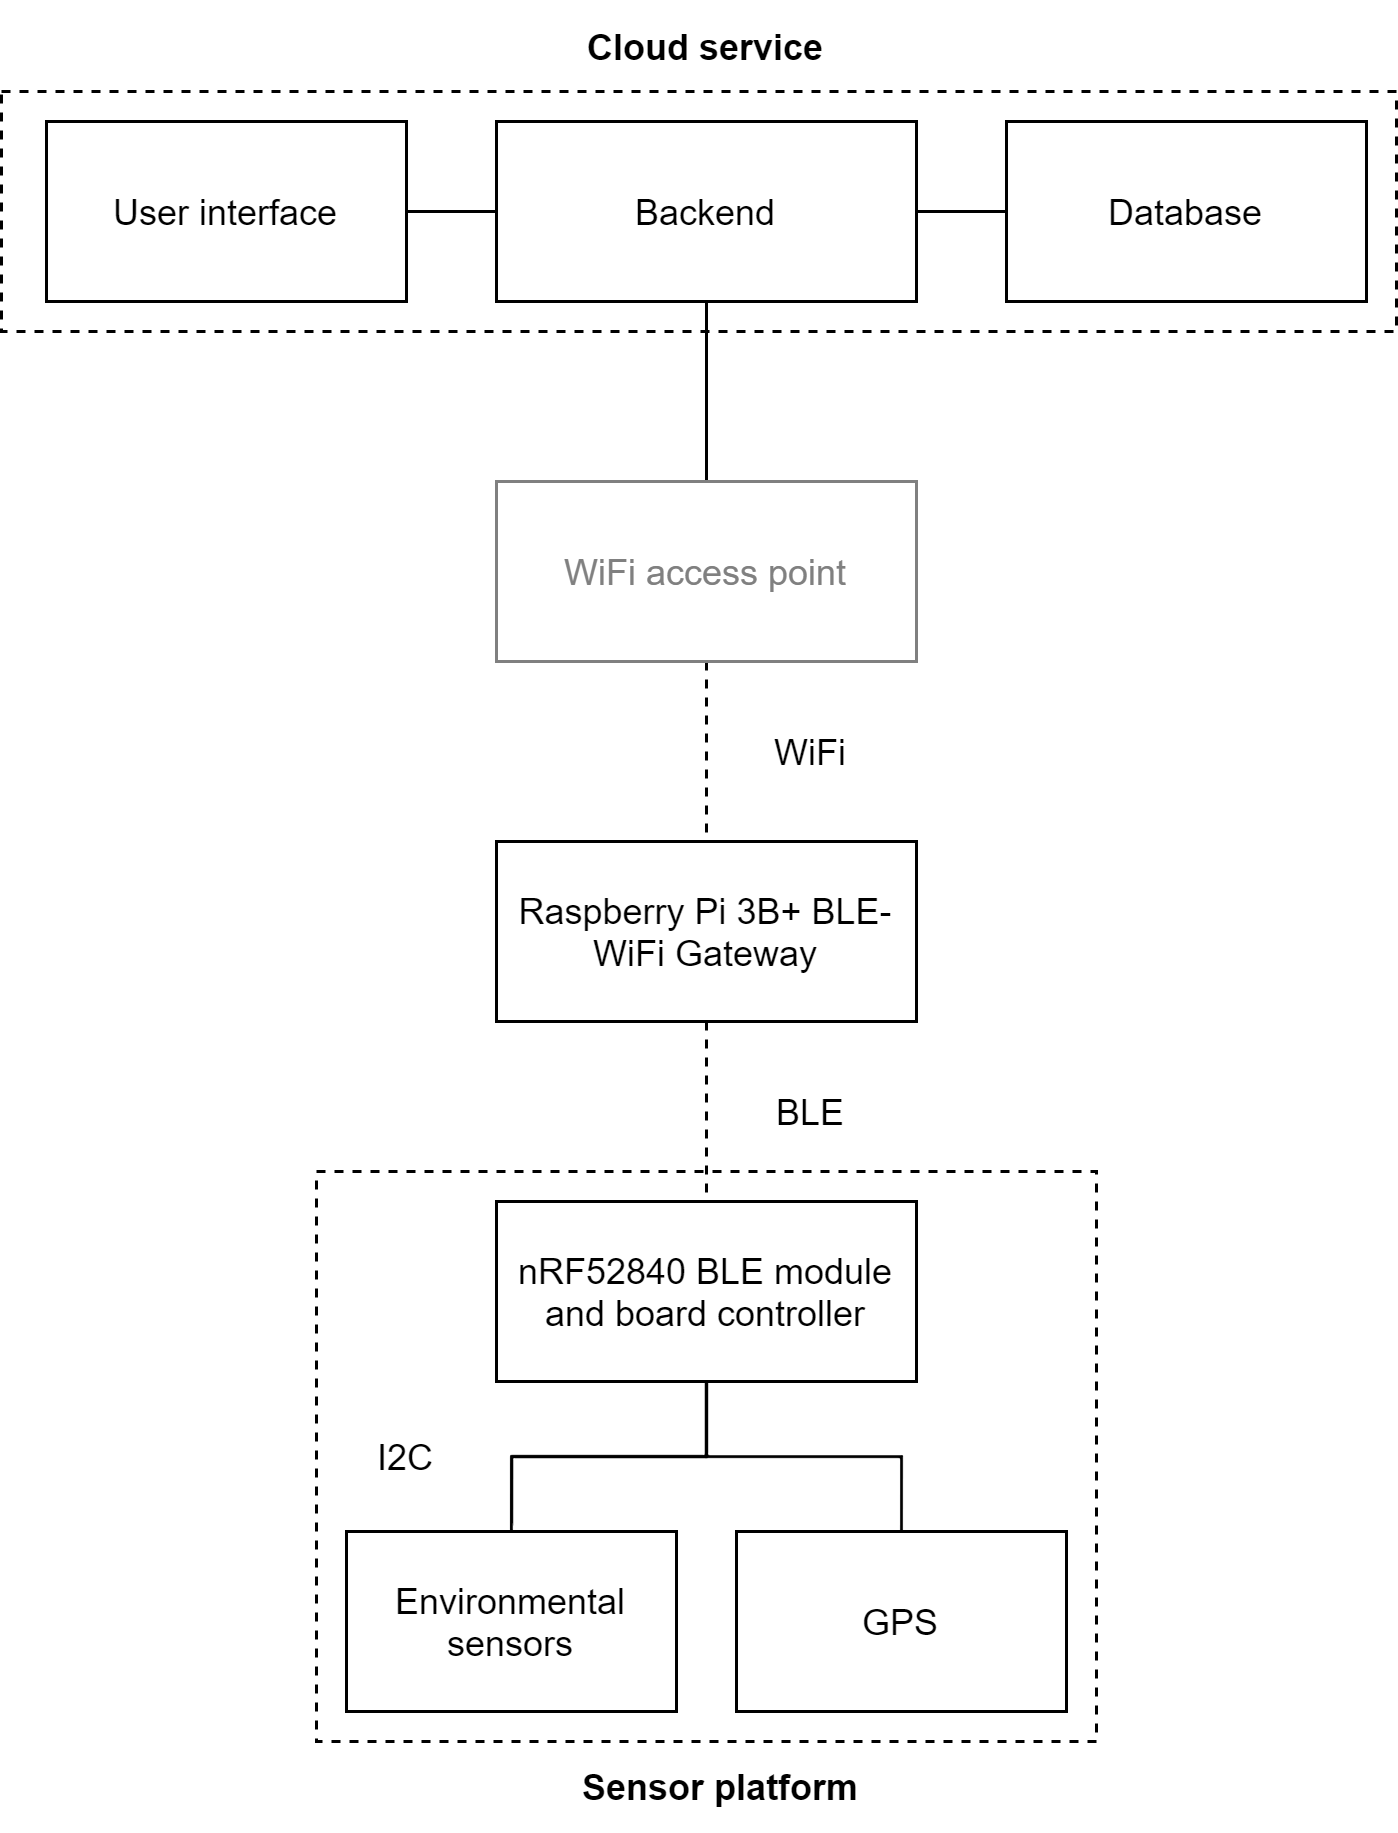 Cloud service
User interface
Backend
Database
WiFi access point
WiFi
Raspberry Pi 3B+ BLE-
WiFi Gateway
BLE
nRF52840 BLE module
and board controller
I2C
Environmental
sensors
GPS
Sensor platform